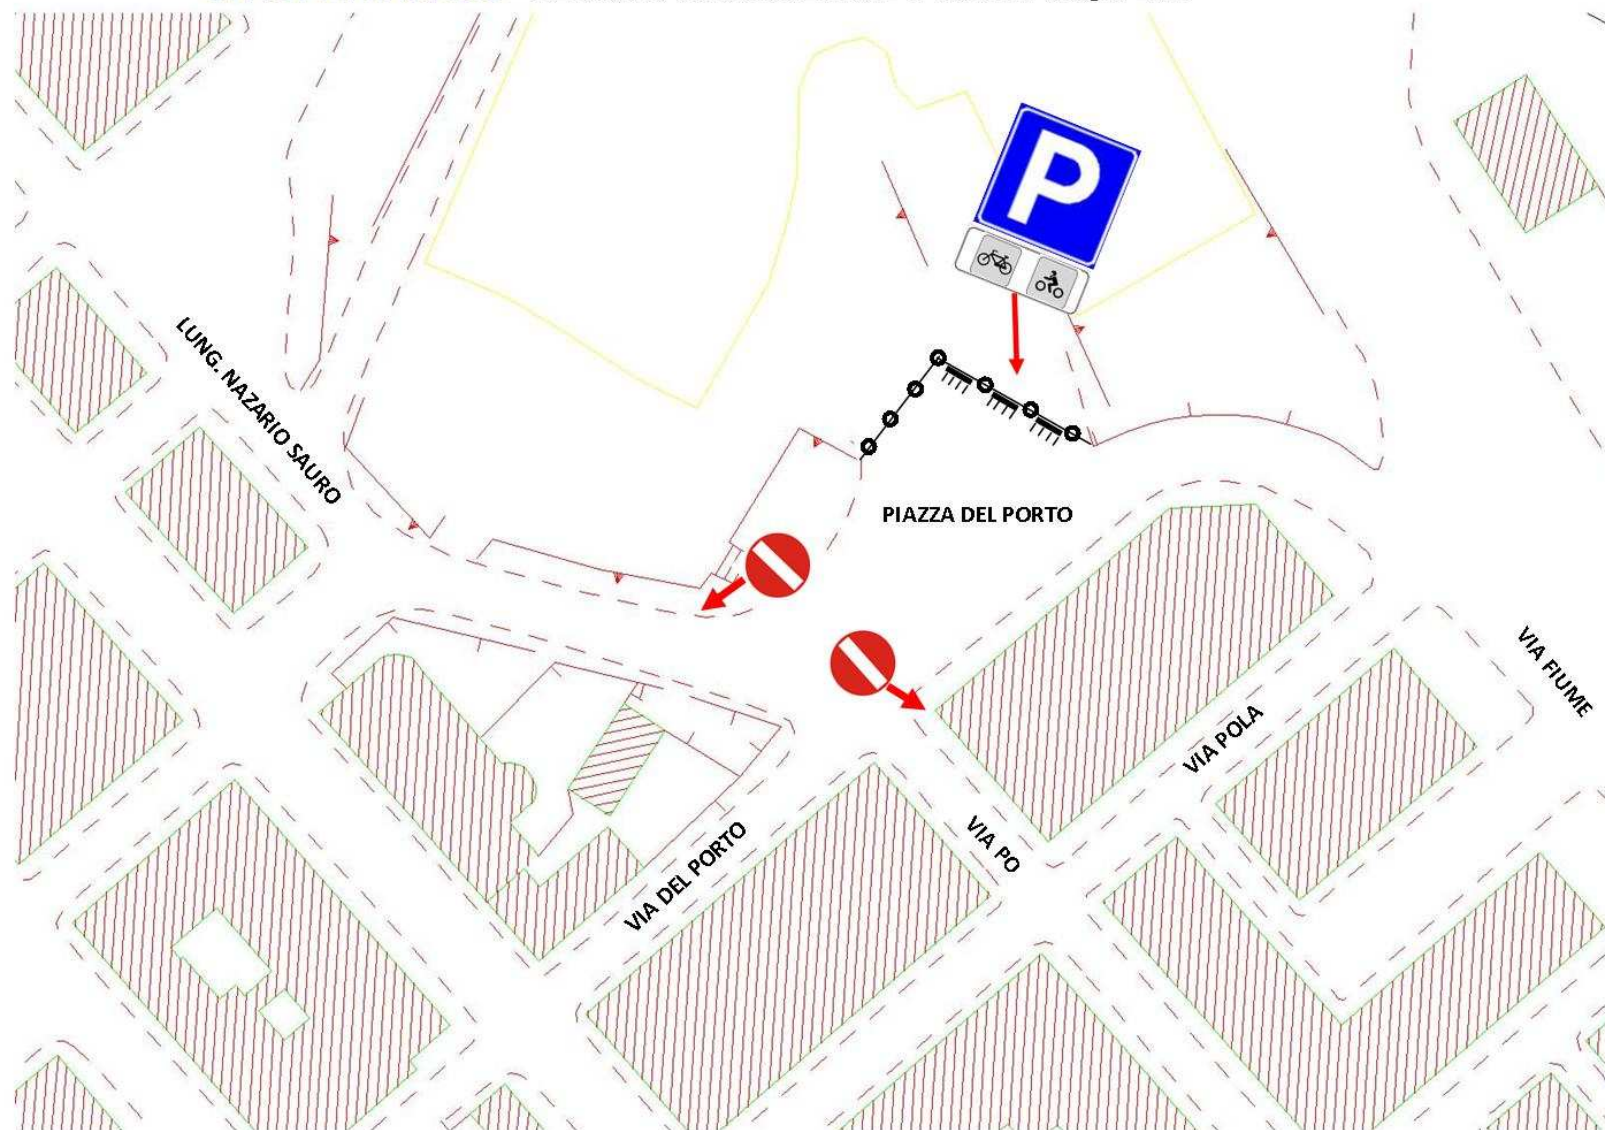 P
LUNG. NAZARIO SAURO
PIAZZA DEL PORTO
VIA FIUME
VIA POLA
VIA PO
VIA DEL PORTO